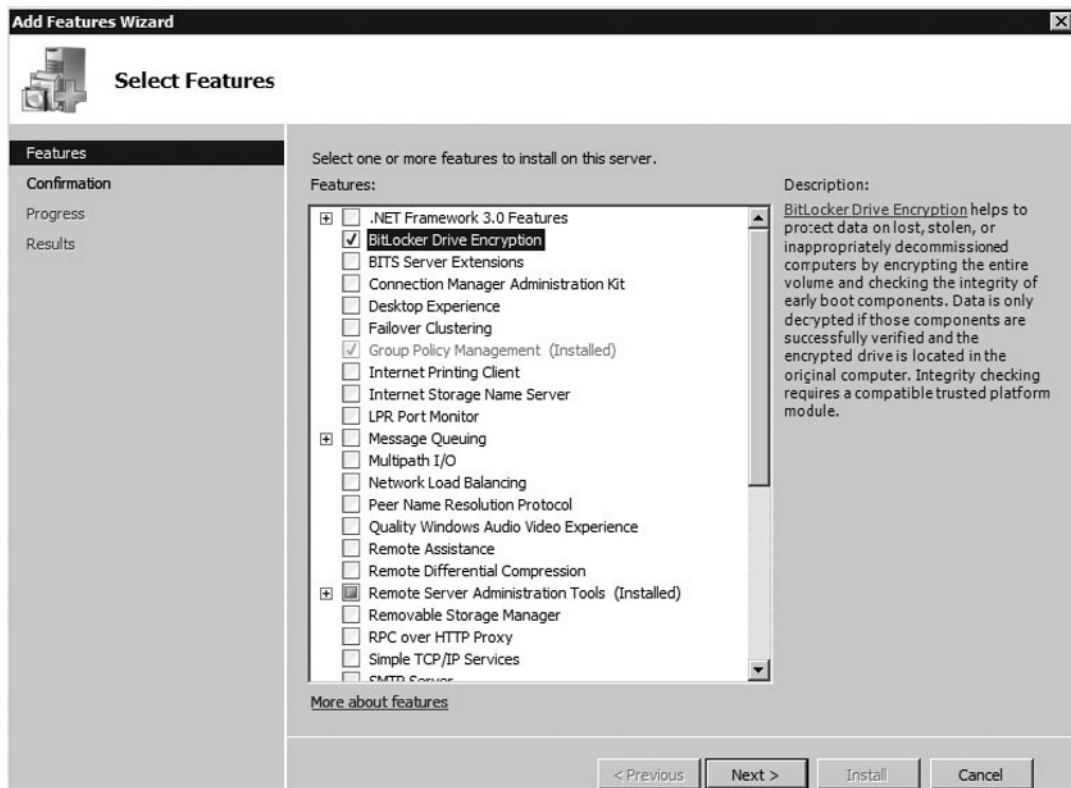 Add Features Wizard
Select Features
Features
Confirmation
Progress
Results
Select one or more features to install on this server.
Features:
.NET Framework 3.0 Features
BitLocker Drive Encryption
BITS Server Extensions
Connection Manager Administration Kit
Desktop Experience
Failover Clustering
Group Policy Management (Installed)
Internet Printing Client
Internet Storage Name Server
LPR Port Monitor
Message Queuing
Multipath I/O
Network Load Balancing
Peer Name Resolution Protocol
Quality Windows Audio Video Experience
Remote Assistance
Remote Differential Compression
Remote Server Administration Tools (Installed)
Removable Storage Manager
RPC over HTTP Proxy
Simple TCP/IP Services
SMTP Server
More about features
Description:
BitLocker Drive Encryption helps to
protect data on lost, stolen, or
inappropriately decommissioned
computers by encrypting the entire
volume and checking the integrity of
early boot components. Data is only
decrypted if those components are
successfully verified and the
encrypted drive is located in the
original computer. Integrity checking
requires a compatible trusted platform
module.
< Previous
Next >
Install
Cancel